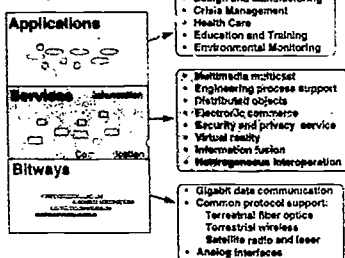 Applications
Services Information
Communication
Bitways
Design and Manufacturing
• Crisis Management
• Health Care
• Education and Training
• Environmental Monitoring
• Multimedia multicast
• Engineering process support
• Distributed objects
• Electronic commerce
• Security and privacy service
• Virtual reality
• Information fusion
• Heterogeneous interoperation
• Gigabit data communication
• Common protocol support:
Terrestrial fiber optics
Terrestrial wireless
Satellite radio and laser
• Analog interfaces